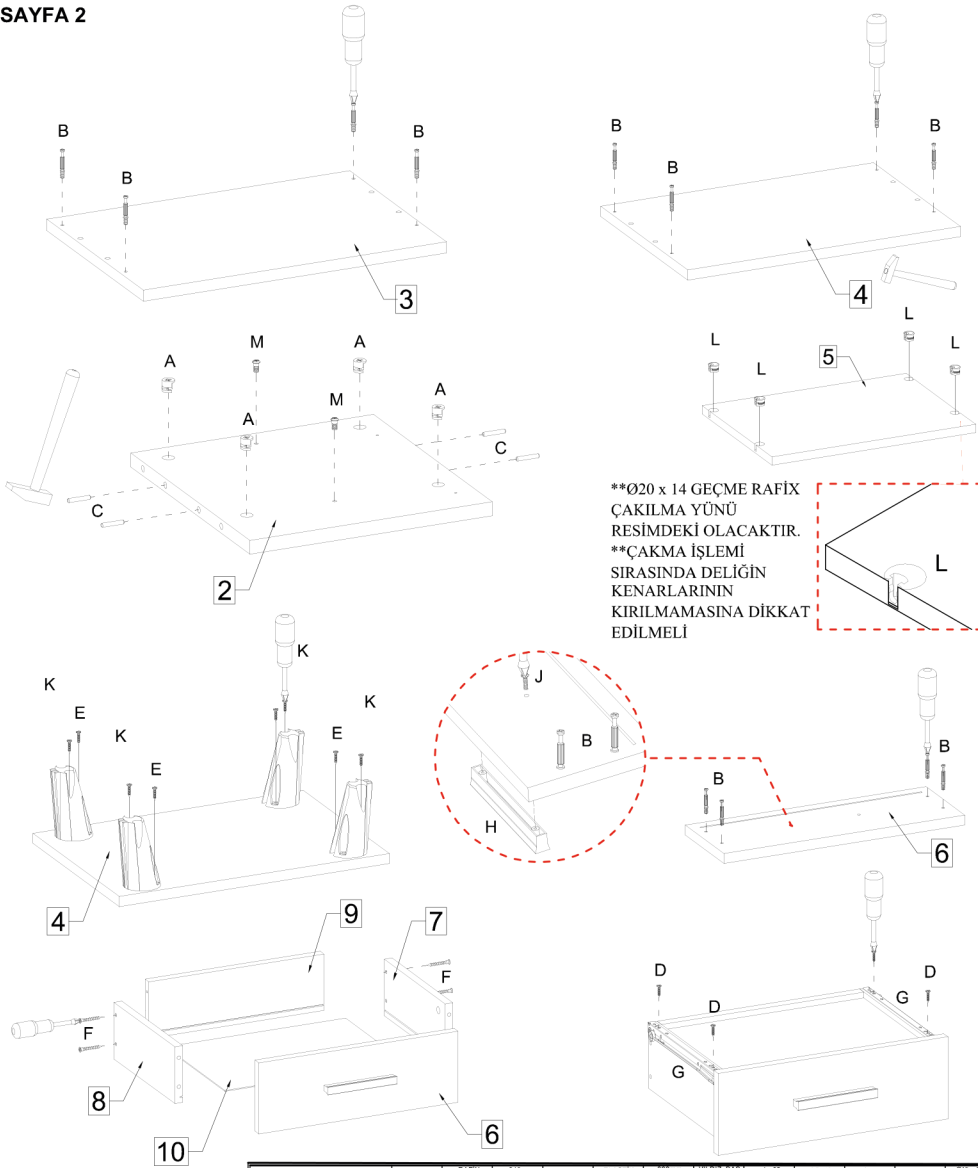 SAYFA 2
B
B
B
3
B
B
B
4
A
M
A
M
A
A
C
C
2
L
L
L
L
5
**Ø20 x 14 GEÇME RAFİX
ÇAKILMA YÜNÜ
RESİMDEKİ OLACAKTIR.
**ÇAKMA İŞLEMİ
SIRASINDA DELİĞİN
KENARLARININ
KIRILMAMASINA DİKKAT
EDİLMELİ
L
K
K
E
K
E
K
4
J
B
H
B
B
6
9
7
F
F
8
10
6
D
D
D
G
G